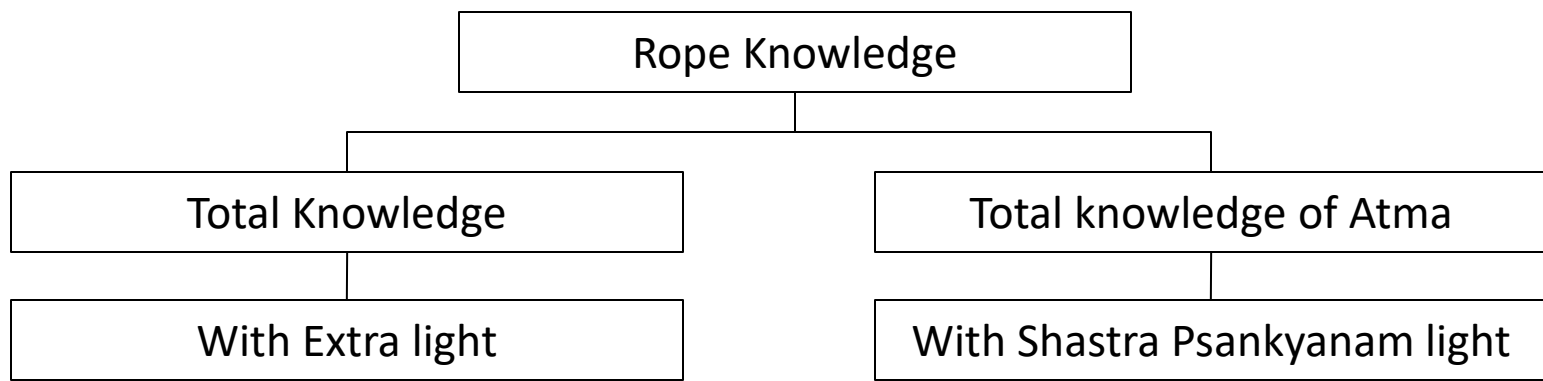 Rope Knowledge
Total Knowledge
Total knowledge of Atma
With Extra light
With Shastra Psankyanam light